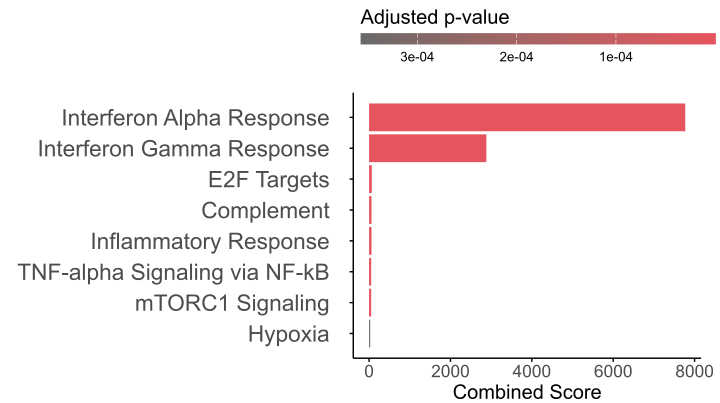 Adjusted p-value
3e-04 2e-04 1e-04
Interferon Alpha Response
Interferon Gamma Response
E2F Targets
Complement
Inflammatory Response
TNF-alpha Signaling via NF-kB
mTORC1 Signaling
Hypoxia
0 2000 4000 6000 8000
Combined Score